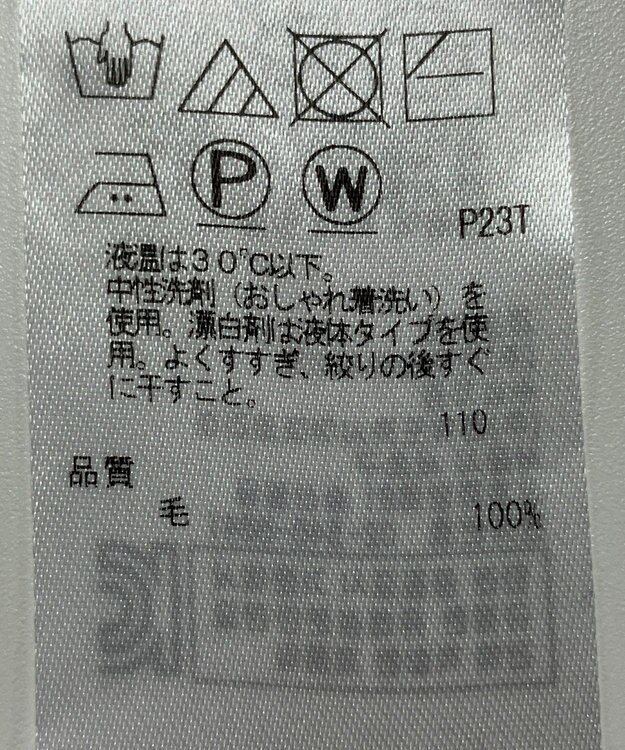 P
W
P23T
液温は30℃以下。
中性洗剤（おしゃれ着洗い）を
使用。漂白剤は液体タイプを使
用。よくすすぎ、絞りの後すぐ
に干すこと。
110
品質
毛 100%